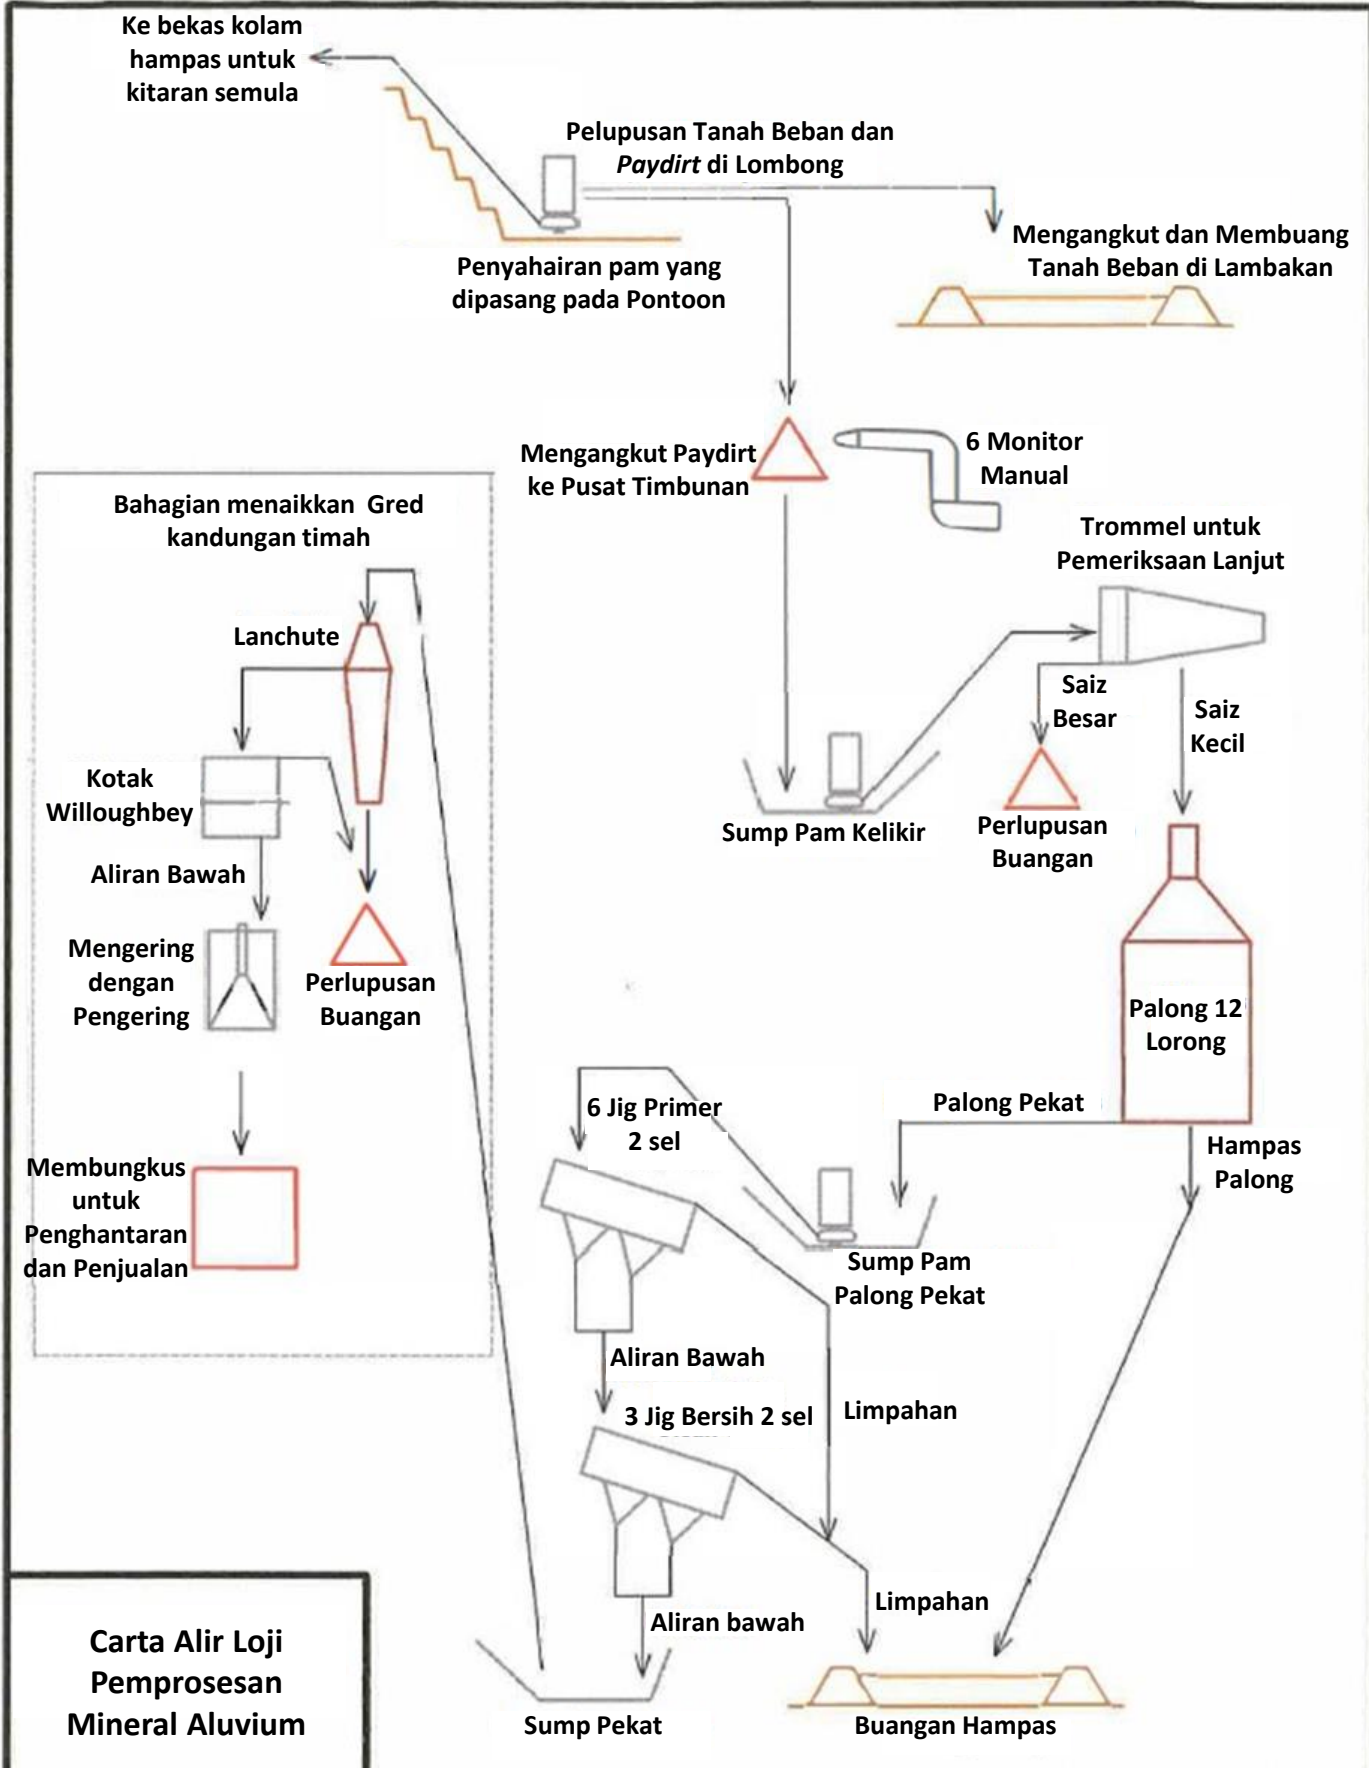 Ke bekas kolam
hampas untuk
kitaran semula
Pelupusan Tanah Beban dan
Paydirt di Lombong
Mengangkut dan Membuang
Tanah Beban di Lambakan
Penyahairan pam yang
dipasang pada Pontoon
Mengangkut Paydirt
ke Pusat Timbunan
6 Monitor
Manual
Trommel untuk
Pemeriksaan Lanjut
Saiz
Besar
Saiz
Kecil
Sump Pam Kelikir
Perlupusan
Buangan
Palong 12
Lorong
Palong Pekat
Hampas
Palong
Bahagian menaikkan Gred
kandungan timah
Lanchute
Kotak
Willoughbey
Aliran Bawah
Mengering
dengan
Pengering
Perlupusan
Buangan
Membungkus
untuk
Penghantaran
dan Penjualan
6 Jig Primer
2 sel
Sump Pam
Palong Pekat
Aliran Bawah
3 Jig Bersih 2 sel
Limpahan
Aliran bawah
Limpahan
Sump Pekat
Buangan Hampas
Carta Alir Loji
Pemprosesan
Mineral Aluvium